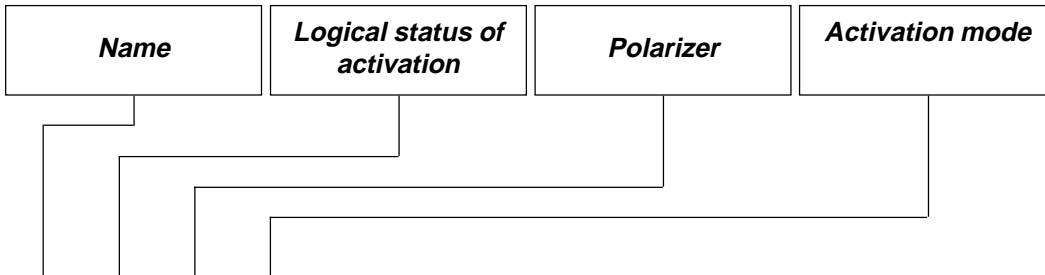 Name
Logical status of
activation
Polarizer
Activation mode